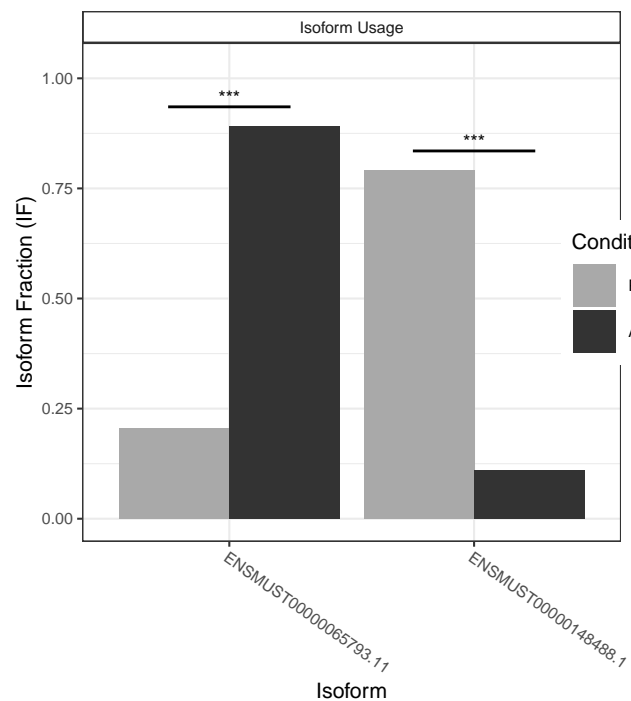 Isoform Usage
1.00
***
***
0.75
0.50
0.25
0.00
Isoform Fraction (IF)
Condit
ENSMUST00000065793.11
ENSMUST00000148488.1
Isoform